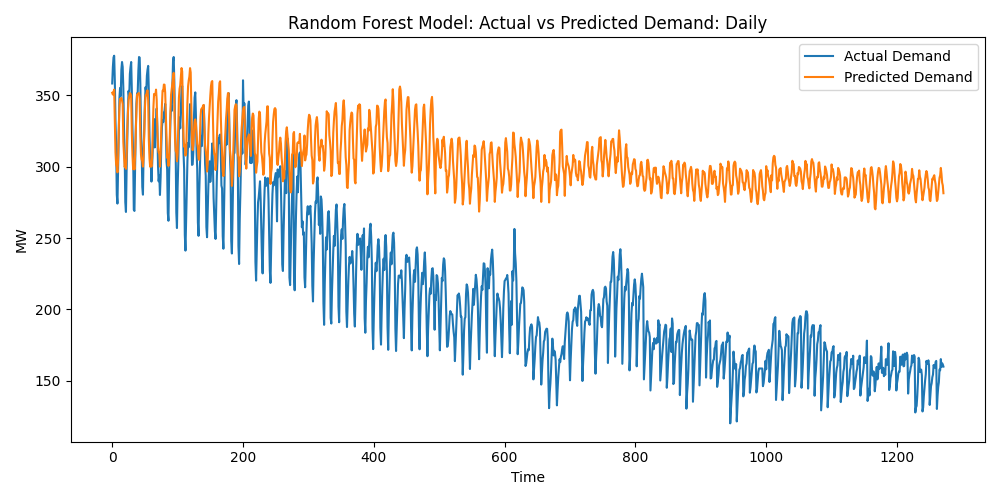 Random Forest Model: Actual vs Predicted Demand: Daily
Actual Demand
Predicted Demand
350
300
250
200
150
MW
0 200 400 600 800 1000 1200
Time